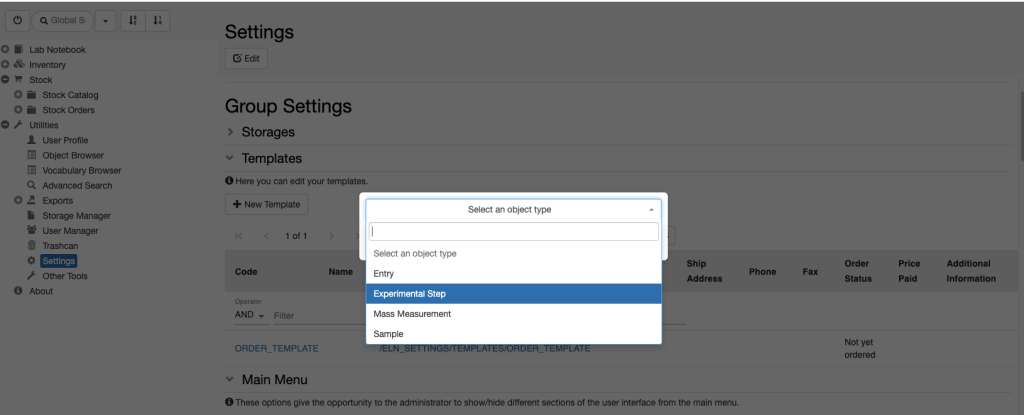 Global S
Settings
Edit
Lab Notebook
Inventory
Stock
Stock Catalog
Stock Orders
Utilities
User Profile
Object Browser
Vocabulary Browser
Advanced Search
Exports
Storage Manager
User Manager
Trashcan
Settings
Other Tools
About
Group Settings
Storages
Templates
Here you can edit your templates.
New Template
1 of 1
Select an object type
Select an object type
Entry
Experimental Step
Mass Measurement
Sample
Code Name Ship Address Phone Fax Order Status Price Paid Additional Information
Operator
AND Filter
ORDER_TEMPLATE /ELN_SETTINGS/TEMPLATES/ORDER_TEMPLATE Not yet ordered
Main Menu
These options give the opportunity to the administrator to show/hide different sections of the user interface from the main menu.